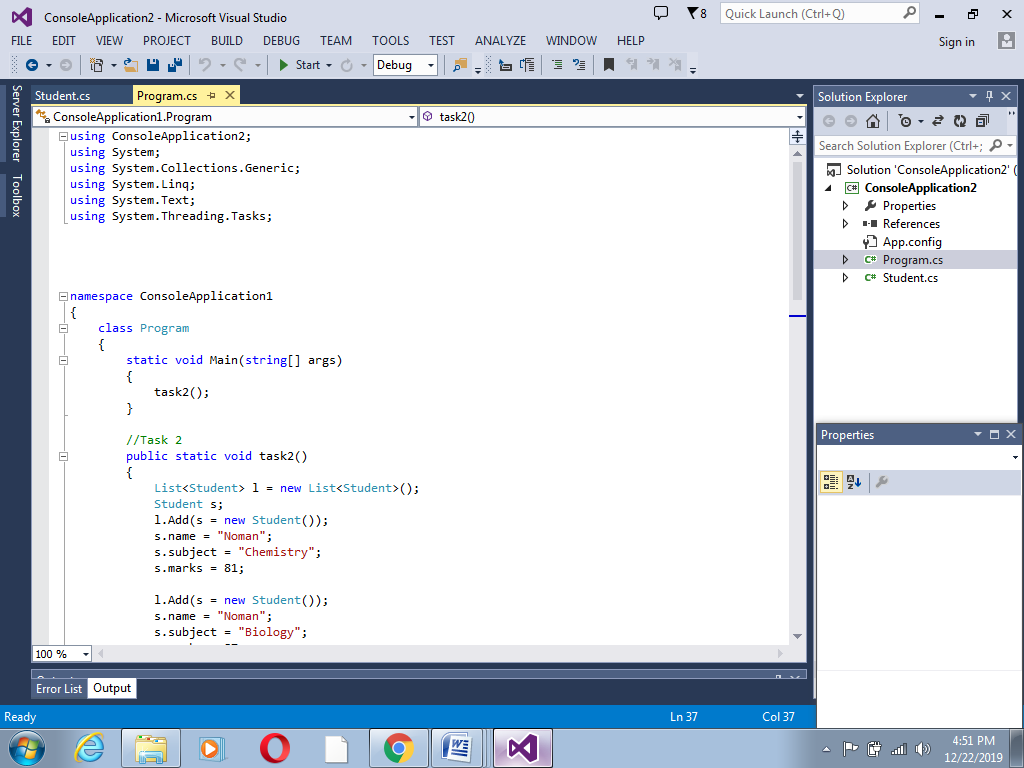 ConsoleApplication2 - Microsoft Visual Studio
8
Quick Launch (Ctrl+Q)
FILE EDIT VIEW PROJECT BUILD DEBUG TEAM TOOLS TEST ANALYZE WINDOW HELP
Sign in
Start
Debug
Server Explorer
Toolbox
Student.cs
Program.cs
ConsoleApplication1.Program
task2()
using ConsoleApplication2;
using System;
using System.Collections.Generic;
using System.Linq;
using System.Text;
using System.Threading.Tasks;
namespace ConsoleApplication1
{
class Program
{
static void Main(string[] args)
{
task2();
}
//Task 2
public static void task2()
{
List<Student> l = new List<Student>();
Student s;
l.Add(s = new Student());
s.name = "Noman";
s.subject = "Chemistry";
s.marks = 81;
l.Add(s = new Student());
s.name = "Noman";
s.subject = "Biology";
100 %
Error List
Output
Solution Explorer
Search Solution Explorer (Ctrl+;
Solution 'ConsoleApplication2' (
C# ConsoleApplication2
Properties
References
App.config
C# Program.cs
C# Student.cs
Properties
Ready
Ln 37
Col 37
4:51 PM
12/22/2019